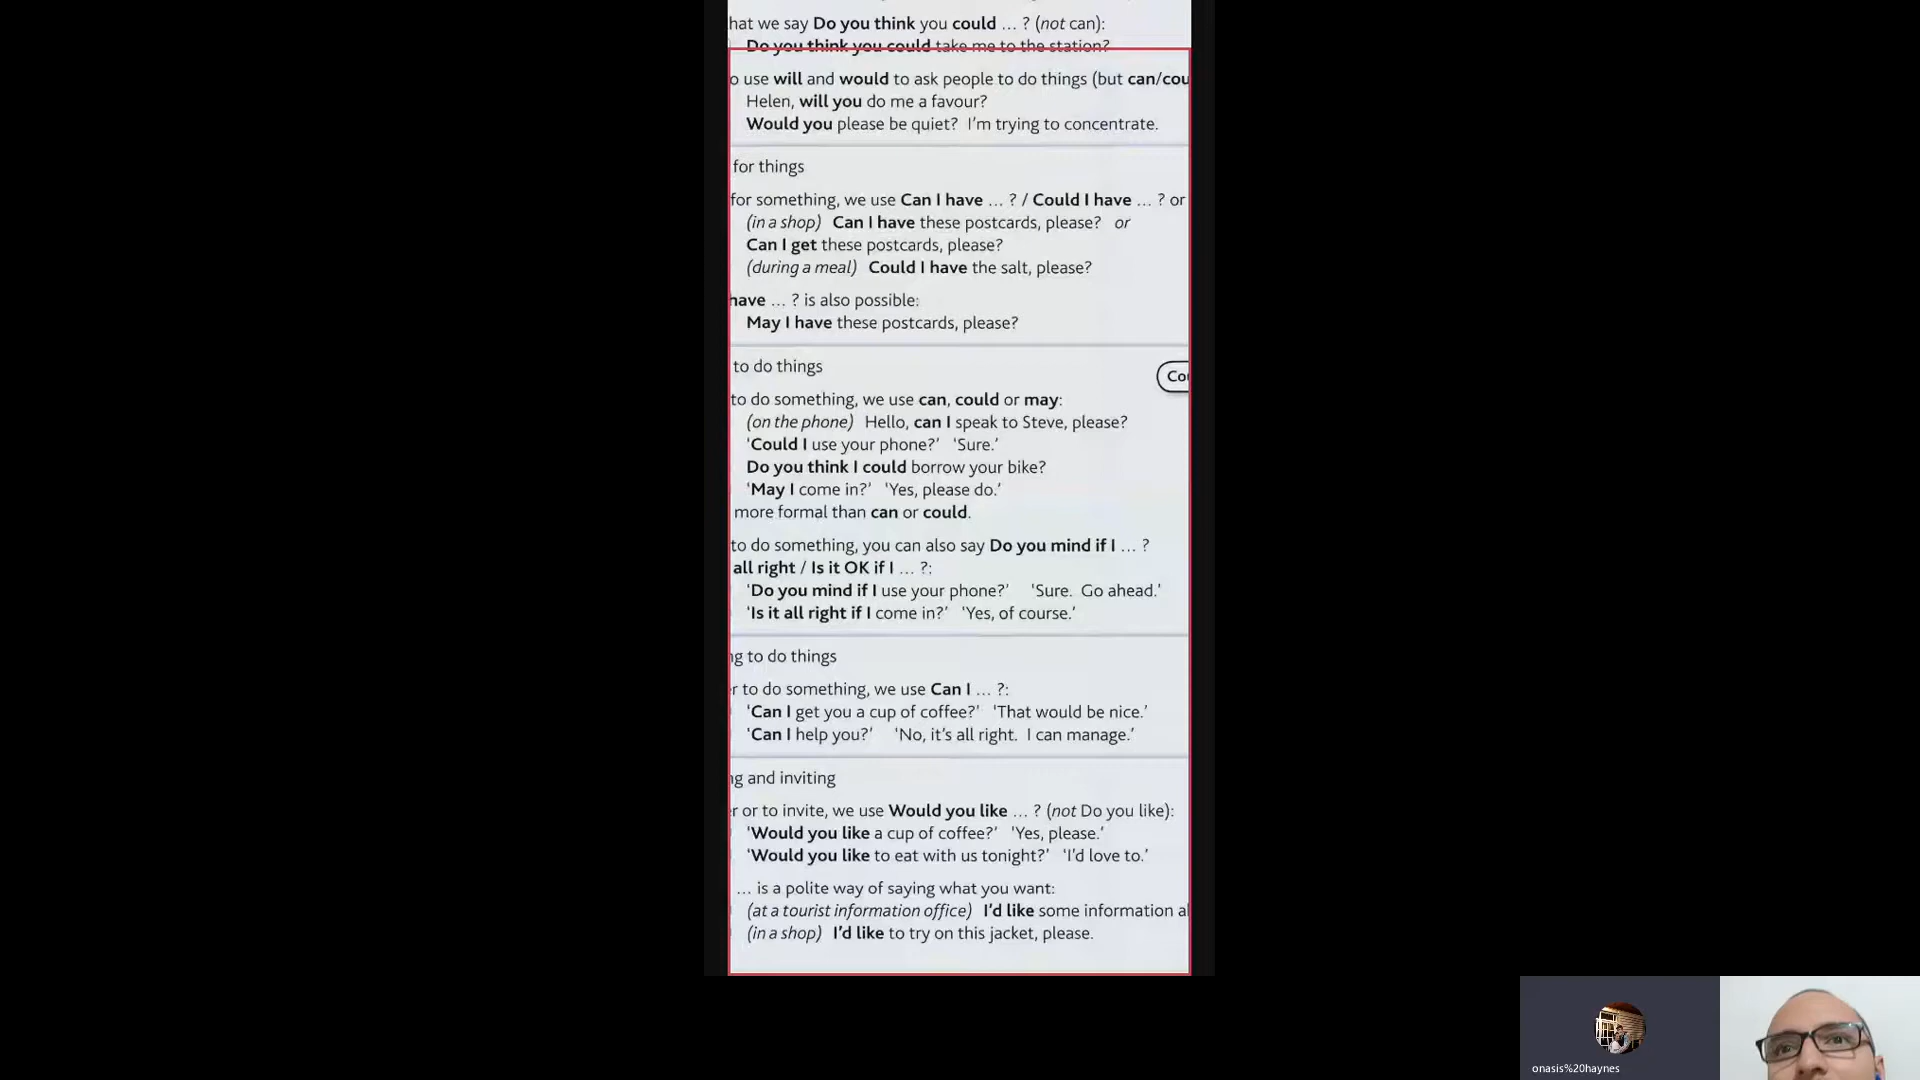 hat we say Do you think you could … ? (not can):
Do you think you could take me to the station?
o use will and would to ask people to do things (but can/cou
Helen, will you do me a favour?
Would you please be quiet? I'm trying to concentrate.
for things
for something, we use Can I have … ? / Could I have … ? or
(in a shop) Can I have these postcards, please? or
Can I get these postcards, please?
(during a meal) Could I have the salt, please?
have … ? is also possible:
May I have these postcards, please?
to do things
Cou
to do something, we use can, could or may:
(on the phone) Hello, can I speak to Steve, please?
‘Could I use your phone?’ ‘Sure.’
Do you think I could borrow your bike?
‘May I come in?’ ‘Yes, please do.’
more formal than can or could.
to do something, you can also say Do you mind if I … ?
all right / Is it OK if I … ?:
‘Do you mind if I use your phone?’ ‘Sure. Go ahead.’
‘Is it all right if I come in?’ ‘Yes, of course.’
ng to do things
r to do something, we use Can I … ?:
‘Can I get you a cup of coffee?’ ‘That would be nice.’
‘Can I help you?’ ‘No, it's all right. I can manage.’
ng and inviting
r or to invite, we use Would you like … ? (not Do you like):
‘Would you like a cup of coffee?’ ‘Yes, please.’
‘Would you like to eat with us tonight?’ ‘I'd love to.’
… is a polite way of saying what you want:
(at a tourist information office) I'd like some information al
(in a shop) I'd like to try on this jacket, please.
onasis%20haynes